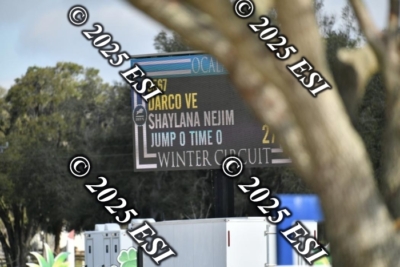 © 2025 ESI
© 2025 ESI
OCAL
DARCO VE
SHAYLANA NEJIM
JUMP 0 TIME 0
WINTER CIRCUIT
© 2025 ESI
© 2025 ESI